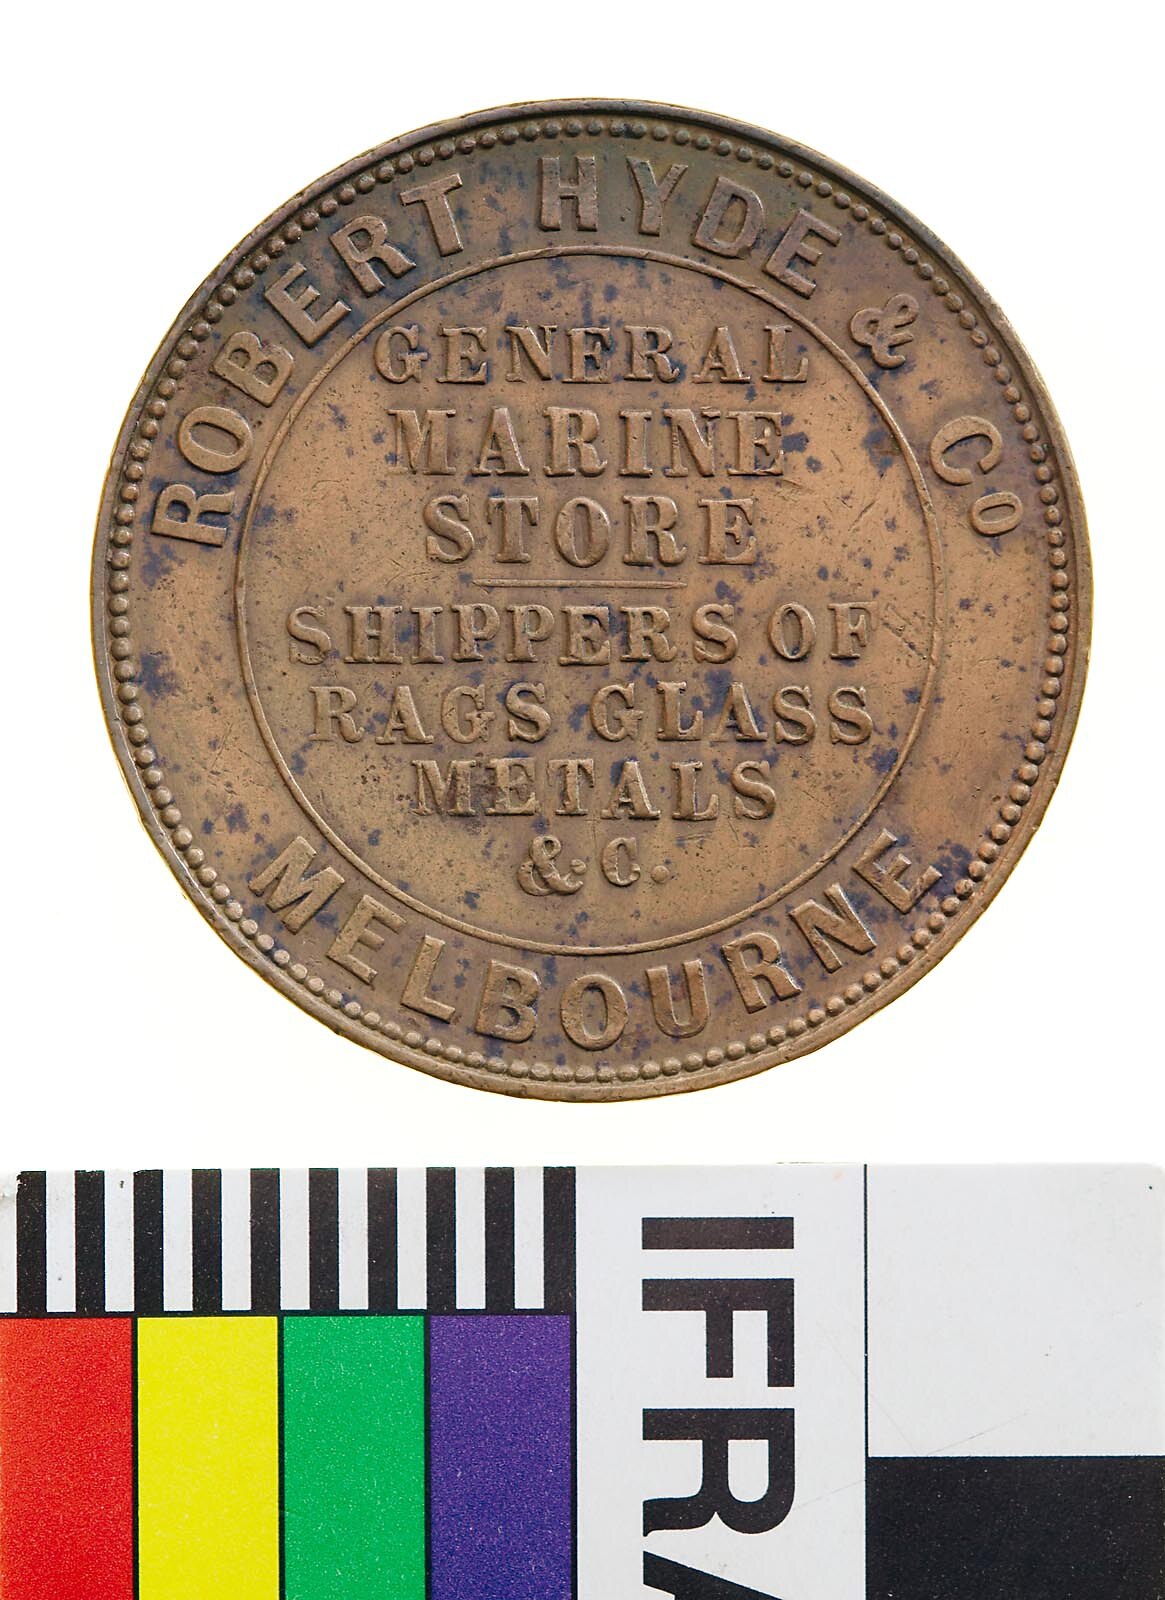 ROBERT HYDE & Co
GENERAL
MARINE
STORE
SHIPPERS OF
RAGS GLASS
METALS
& C.
MELBOURNE
IFRA